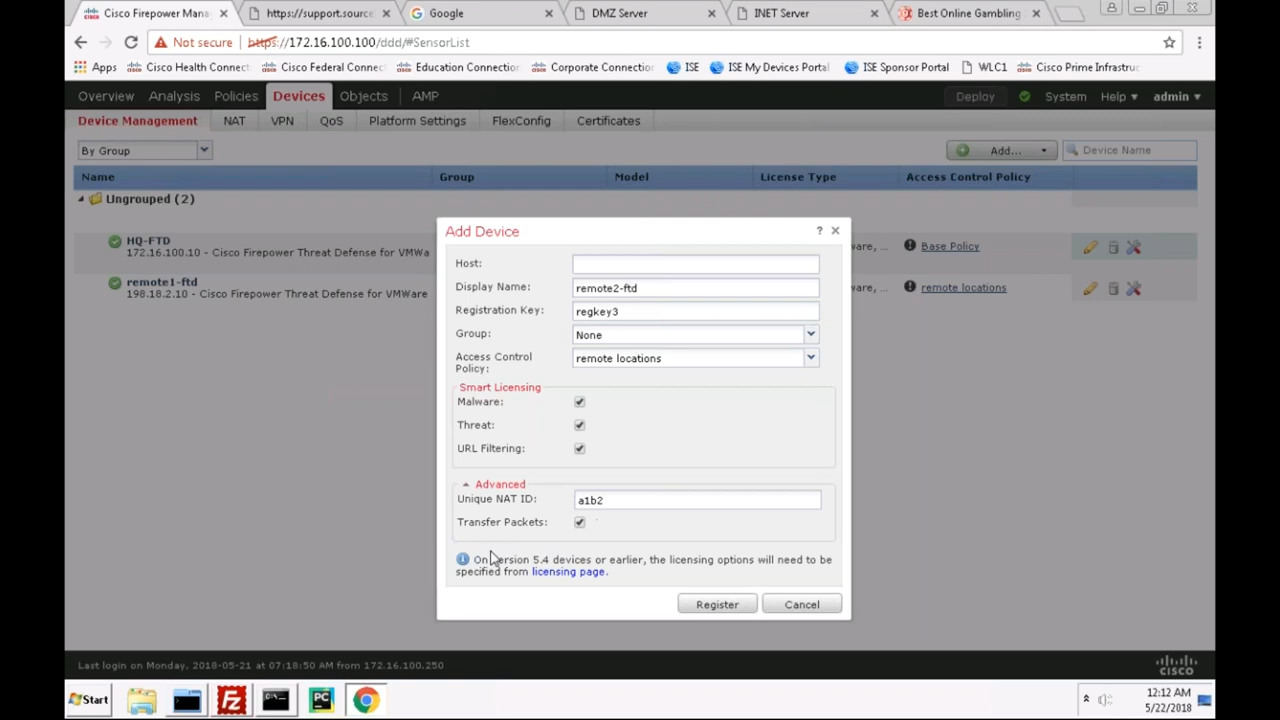 Cisco Firepower Mana
https://support.source
Google
DMZ Server
INET Server
Best Online Gambling
Not secure
https://172.16.100.100/ddd/#SensorList
Apps
Cisco Health Connect
Cisco Federal Connec
Education Connection
Corporate Connection
ISE
ISE My Devices Portal
ISE Sponsor Portal
WLC1
Cisco Prime Infrastruc
Overview
Analysis
Policies
Devices
Objects
AMP
Deploy
System
Help
admin
Device Management
NAT
VPN
QoS
Platform Settings
FlexConfig
Certificates
By Group
Add...
Device Name
Name
Group
Model
License Type
Access Control Policy
Ungrouped (2)
HQ-FTD
172.16.100.10 - Cisco Firepower Threat Defense for VMWa
ware, ...
Base Policy
remote1-ftd
198.18.2.10 - Cisco Firepower Threat Defense for VMWare
ware, ...
remote locations
Add Device
?
Host:
Display Name:
remote2-ftd
Registration Key:
regkey3
Group:
None
Access Control
Policy:
remote locations
Smart Licensing
Malware:
Threat:
URL Filtering:
Advanced
Unique NAT ID:
a1b2
Transfer Packets:
On version 5.4 devices or earlier, the licensing options will need to be
specified from licensing page.
Register
Cancel
Last login on Monday, 2018-05-21 at 07:18:50 AM from 172.16.100.250
CISCO
Start
Fz
PC
12:12 AM
5/22/2018